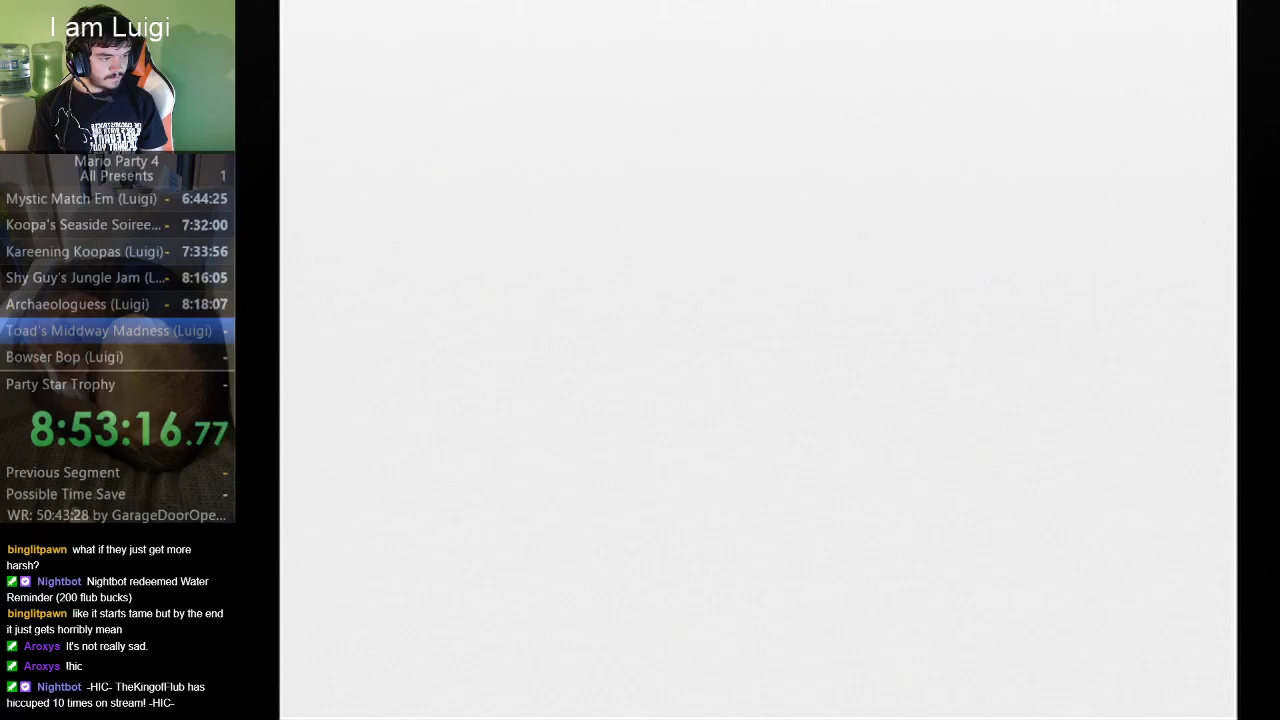 I am Luigi
Mario Party 4
All Presents 1
Mystic Match Em (Luigi) - 6:44:25
Koopa's Seaside Soiree... - 7:32:00
Kareening Koopas (Luigi)- 7:33:56
Shy Guy's Jungle Jam (L... - 8:16:05
Archaeologuess (Luigi) - 8:18:07
Toad's Middway Madness (Luigi) -
Bowser Bop (Luigi) -
Party Star Trophy -
8:53:16.77
Previous Segment -
Possible Time Save -
WR: 50:43:28 by GarageDoorOpe...
binglitpawn what if they just get more
harsh?
Nightbot Nightbot redeemed Water
Reminder (200 flub bucks)
binglitpawn like it starts tame but by the end
it just gets horribly mean
Aroxys It's not really sad.
Aroxys !hic
Nightbot -HIC- TheKingofFlub has
hiccuped 10 times on stream! -HIC-